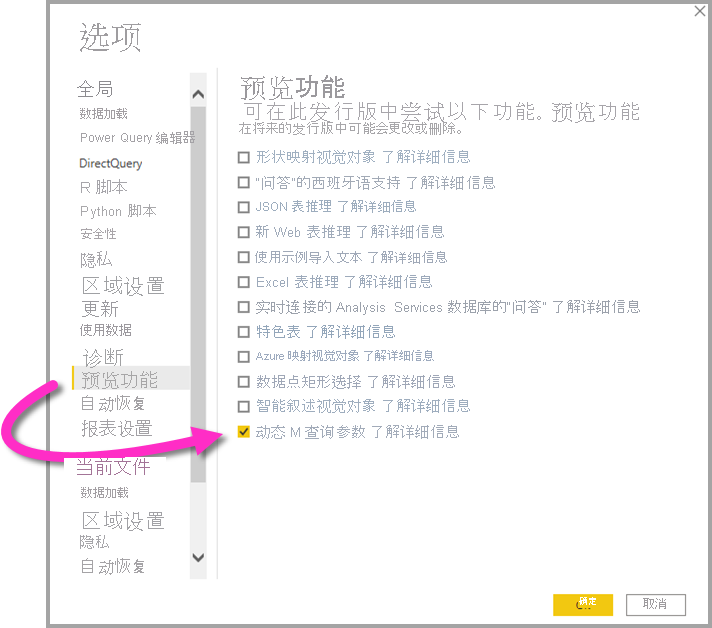 选项
全局
数据加载
Power Query 编辑器
DirectQuery
R 脚本
Python 脚本
安全性
隐私
区域设置
更新
使用数据
诊断
预览功能
自动恢复
报表设置
当前文件
数据加载
区域设置
隐私
自动恢复
预览功能
可在此发行版中尝试以下功能。预览功能
在将来的发行版中可能会更改或删除。
形状映射视觉对象 了解详细信息
"问答"的西班牙语支持 了解详细信息
JSON 表推理 了解详细信息
新 Web 表推理 了解详细信息
使用示例导入文本 了解详细信息
Excel 表推理 了解详细信息
实时连接的 Analysis Services 数据库的"问答" 了解详细信息
特色表 了解详细信息
Azure 映射视觉对象 了解详细信息
数据点矩形选择 了解详细信息
智能叙述视觉对象 了解详细信息
动态 M 查询参数 了解详细信息
确定
取消